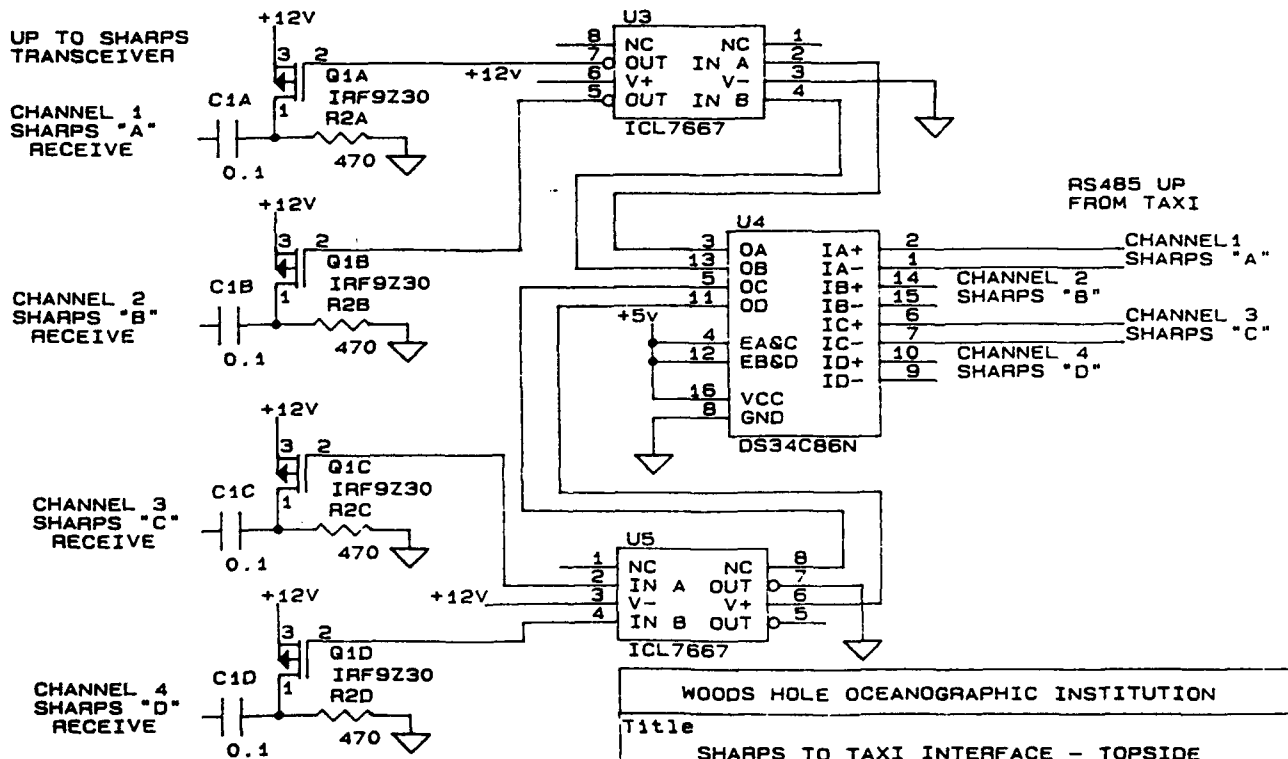 UP TO SHARPS
TRANSCEIVER
+12V
3
2
Q1A
IRF9Z30
1
C1A
0.1
R2A
470
CHANNEL 1
SHARPS "A"
RECEIVE
U3
8 NC NC 1
7 OUT IN A 2
6 V+ V- 3
5 OUT IN B 4
+12v
ICL7667
+12V
3
2
Q1B
IRF9Z30
1
C1B
0.1
R2B
470
CHANNEL 2
SHARPS "B"
RECEIVE
RS485 UP
FROM TAXI
U4
3 OA IA+ 2
13 OB IA- 1
5 OC IB+ 14
11 OD IB- 15
IC+ 6
4 EA&C IC- 7
12 EB&D ID+ 10
ID- 9
16 VCC
8 GND
+5v
DS34C86N
CHANNEL1
SHARPS "A"
CHANNEL 2
SHARPS "B"
CHANNEL 3
SHARPS "C"
CHANNEL 4
SHARPS "D"
+12V
3
2
Q1C
IRF9Z30
1
C1C
0.1
R2C
470
CHANNEL 3
SHARPS "C"
RECEIVE
U5
1 NC NC 8
2 IN A OUT 7
3 V- V+ 6
4 IN B OUT 5
+12V
ICL7667
+12V
3
2
Q1D
IRF9Z30
1
C1D
0.1
R2D
470
CHANNEL 4
SHARPS "D"
RECEIVE
WOODS HOLE OCEANOGRAPHIC INSTITUTION
Title
SHARPS TO TAXI INTERFACE - TOPSIDE